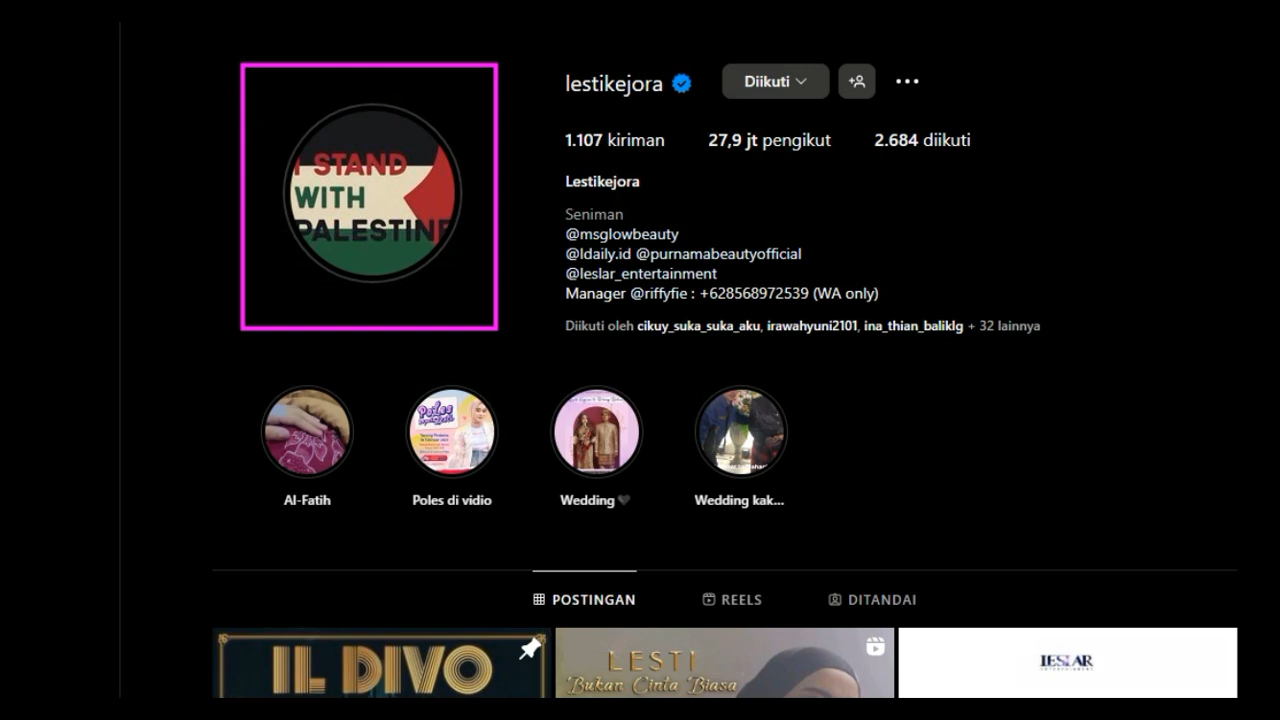 lestikejora
Diikuti
1.107 kiriman 27,9 jt pengikut 2.684 diikuti
Lestikejora
Seniman
@msglowbeauty
@ldaily.id @purnamabeautyofficial
@leslar_entertainment
Manager @riffyfie : +628568972539 (WA only)
Diikuti oleh cikuy_suka_suka_aku, irawahyuni2101, ina_thian_baliklg + 32 lainnya
I STAND
WITH
PALESTINE
Poles
Al-Fatih
Poles di vidio
Wedding
Wedding kak...
POSTINGAN
REELS
DITANDAI
IL DIVO
LESTI
Bukan Cinta Biasa
LESLAR